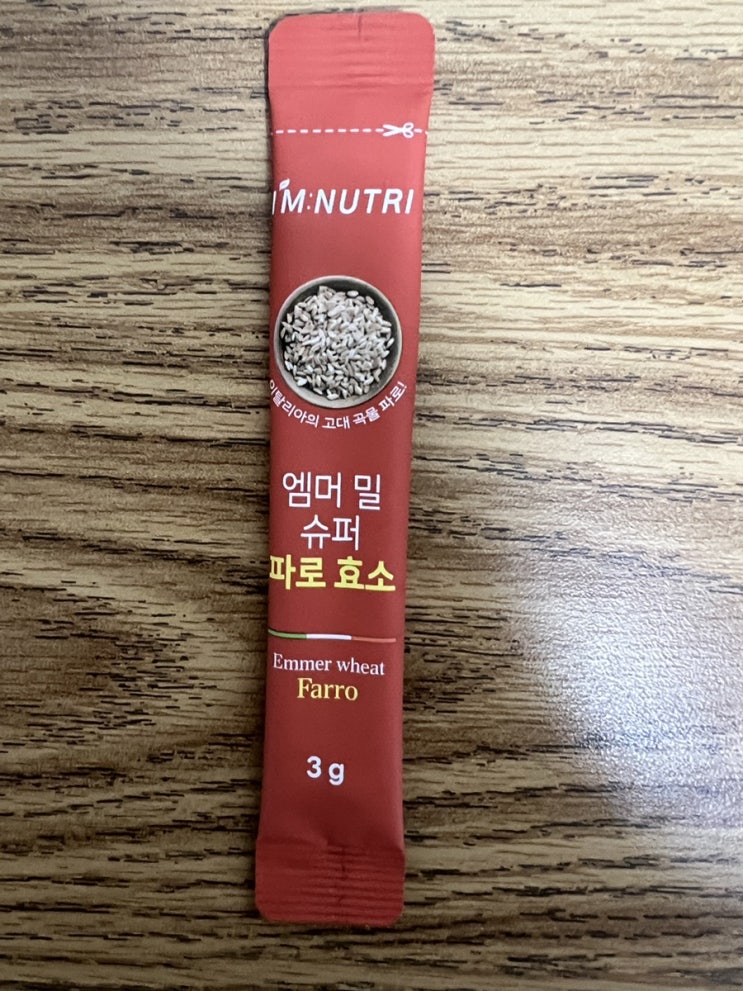 I'M:NUTRI
이탈리아의 고대 곡물 파로!
엠머 밀
슈퍼
파로 효소
Emmer wheat
Farro
3 g